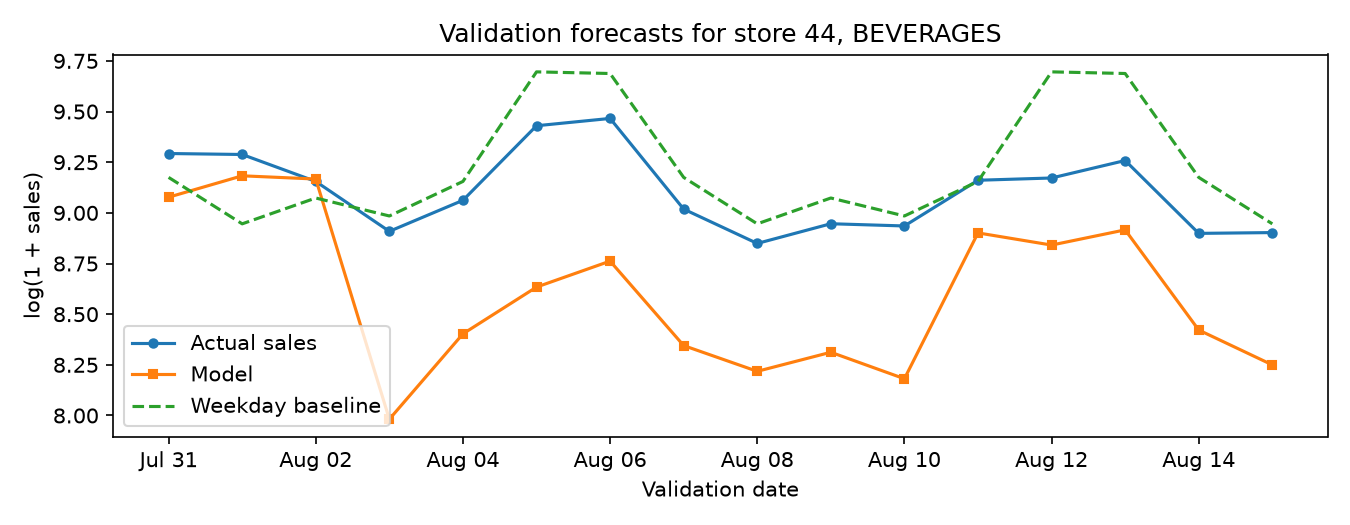 Validation forecasts for store 44, BEVERAGES
log(1 + sales)
9.75
9.50
9.25
9.00
8.75
8.50
8.25
8.00
Actual sales
Model
Weekday baseline
Jul 31 Aug 02 Aug 04 Aug 06 Aug 08 Aug 10 Aug 12 Aug 14
Validation date